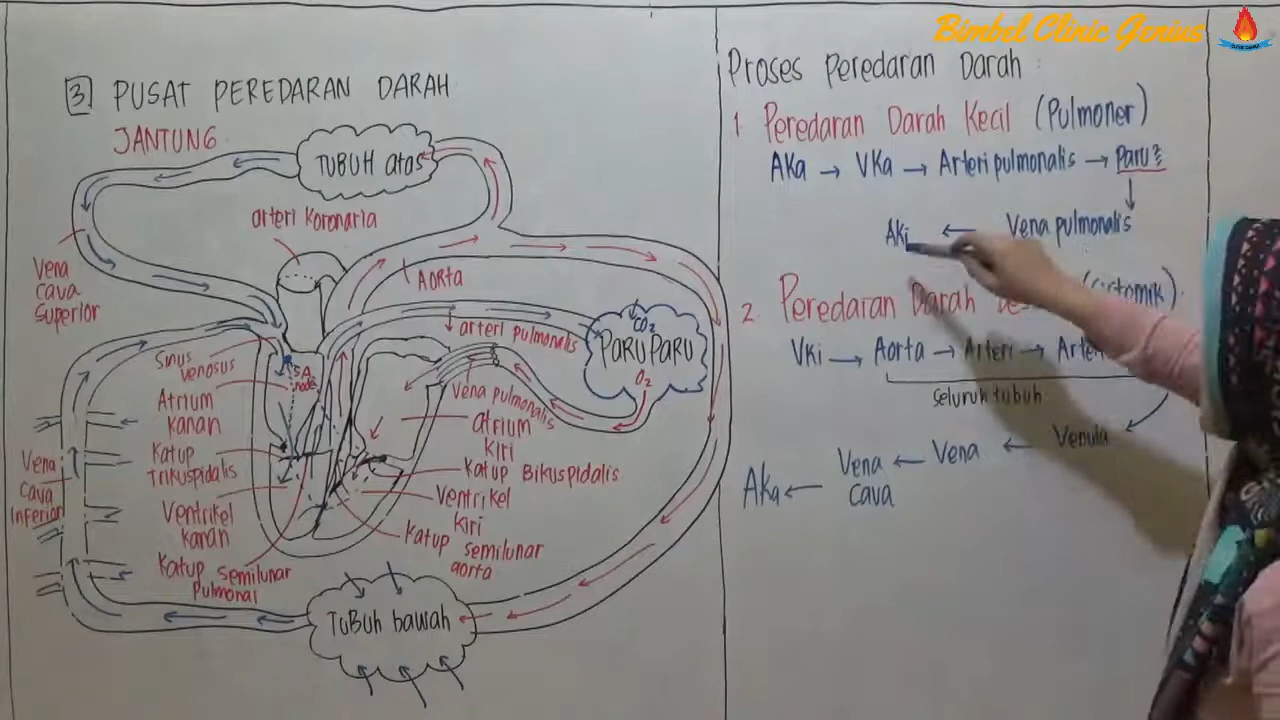 Bimbel Clinic Genius
3 PUSAT PEREDARAN DARAH
JANTUNG
TUBUH atas
arteri koronaria
Vena
cava
superior
AORTA
arteri pulmonalis
CO2
PARU PARU
O2
Sinus
venosus
SA
node
Vena pulmonalis
Atrium
kanan
atrium
kiri
Katup
Trikuspidalis
Katup Bikuspidalis
Vena
cava
Inferior
Ventrikel
kanan
Ventrikel
kiri
Katup semilunar
Pulmonal
Katup semilunar
aorta
TUBUH bawah
Proses Peredaran Darah :
1 Peredaran Darah Kecil (Pulmoner)
AKa → VKa → Arteri pulmonalis → Paru2
↓
AKi ← Vena pulmonalis
2. Peredaran Darah
VKi → Aorta → Arteri →
seluruh tubuh
AKa ← Vena cava ← Vena ← Venula